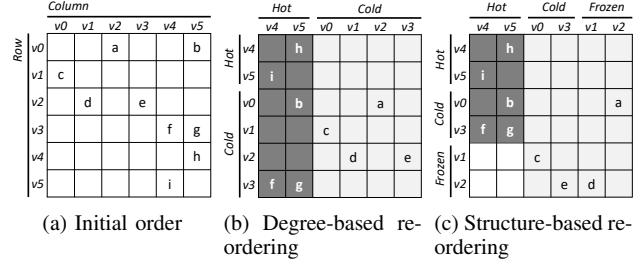 Column
v0 v1 v2 v3 v4 v5
Row
v0 a b
v1 c
v2 d e
v3 f g
v4 h
v5 i
(a) Initial order
Hot Cold
v4 v5 v0 v1 v2 v3
Hot
v4 h
v5 i
Cold
v0 b a
v1 c
v2 d e
v3 f g
(b) Degree-based re-
ordering
Hot Cold Frozen
v4 v5 v0 v3 v1 v2
Hot
v4 h
v5 i
Cold
v0 b a
v3 f g
Frozen
v1 c
v2 e d
(c) Structure-based re-
ordering